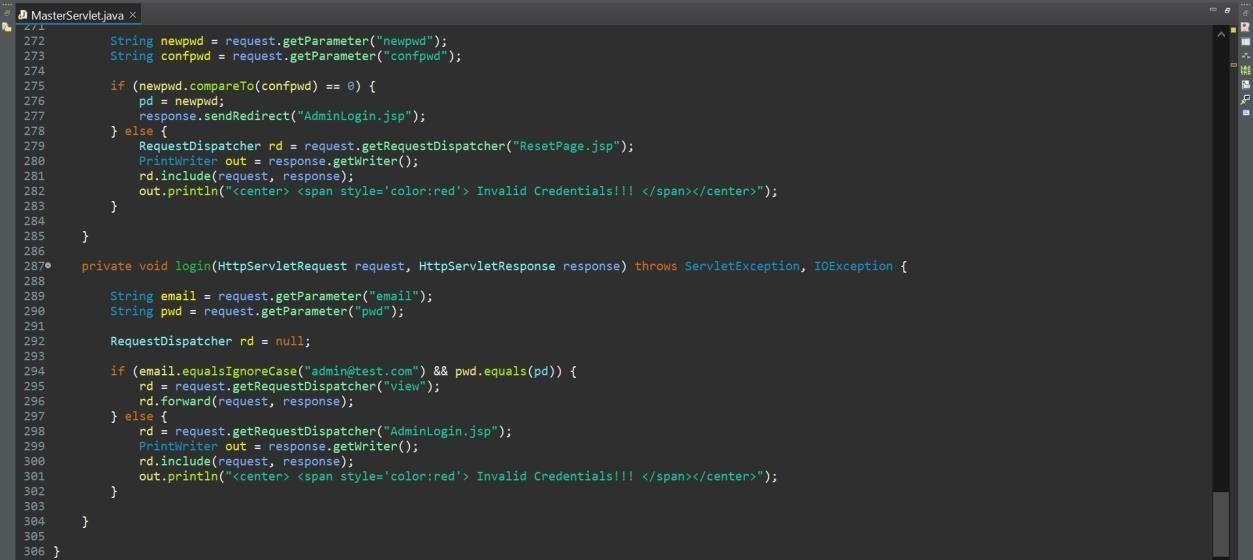 MasterServlet.java
271
272 String newpwd = request.getParameter("newpwd");
273 String confpwd = request.getParameter("confpwd");
274
275 if (newpwd.compareTo(confpwd) == 0) {
276 pd = newpwd;
277 response.sendRedirect("AdminLogin.jsp");
278 } else {
279 RequestDispatcher rd = request.getRequestDispatcher("ResetPage.jsp");
280 PrintWriter out = response.getWriter();
281 rd.include(request, response);
282 out.println("<center> <span style='color:red'> Invalid Credentials!!! </span></center>");
283 }
284
285 }
286
287 private void login(HttpServletRequest request, HttpServletResponse response) throws ServletException, IOException {
288
289 String email = request.getParameter("email");
290 String pwd = request.getParameter("pwd");
291
292 RequestDispatcher rd = null;
293
294 if (email.equalsIgnoreCase("admin@test.com") && pwd.equals(pd)) {
295 rd = request.getRequestDispatcher("view");
296 rd.forward(request, response);
297 } else {
298 rd = request.getRequestDispatcher("AdminLogin.jsp");
299 PrintWriter out = response.getWriter();
300 rd.include(request, response);
301 out.println("<center> <span style='color:red'> Invalid Credentials!!! </span></center>");
302 }
303
304 }
305
306 }